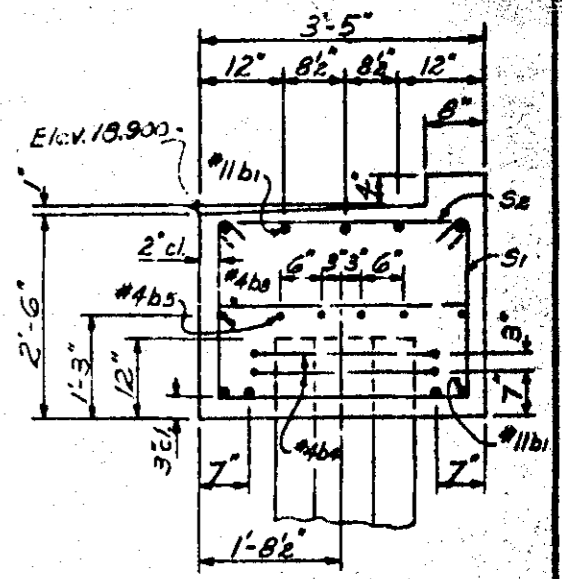 3'-5"
12" 8½" 8½" 12"
8"
Elev. 18.900
1"
4"
#11b1
S2
2" cl.
S1
6" 3" 3" 6"
#4b5
2'-6"
1'-3"
12"
3"
7"
3" cl.
#4b4
#11b1
7"
7"
1'-8½"